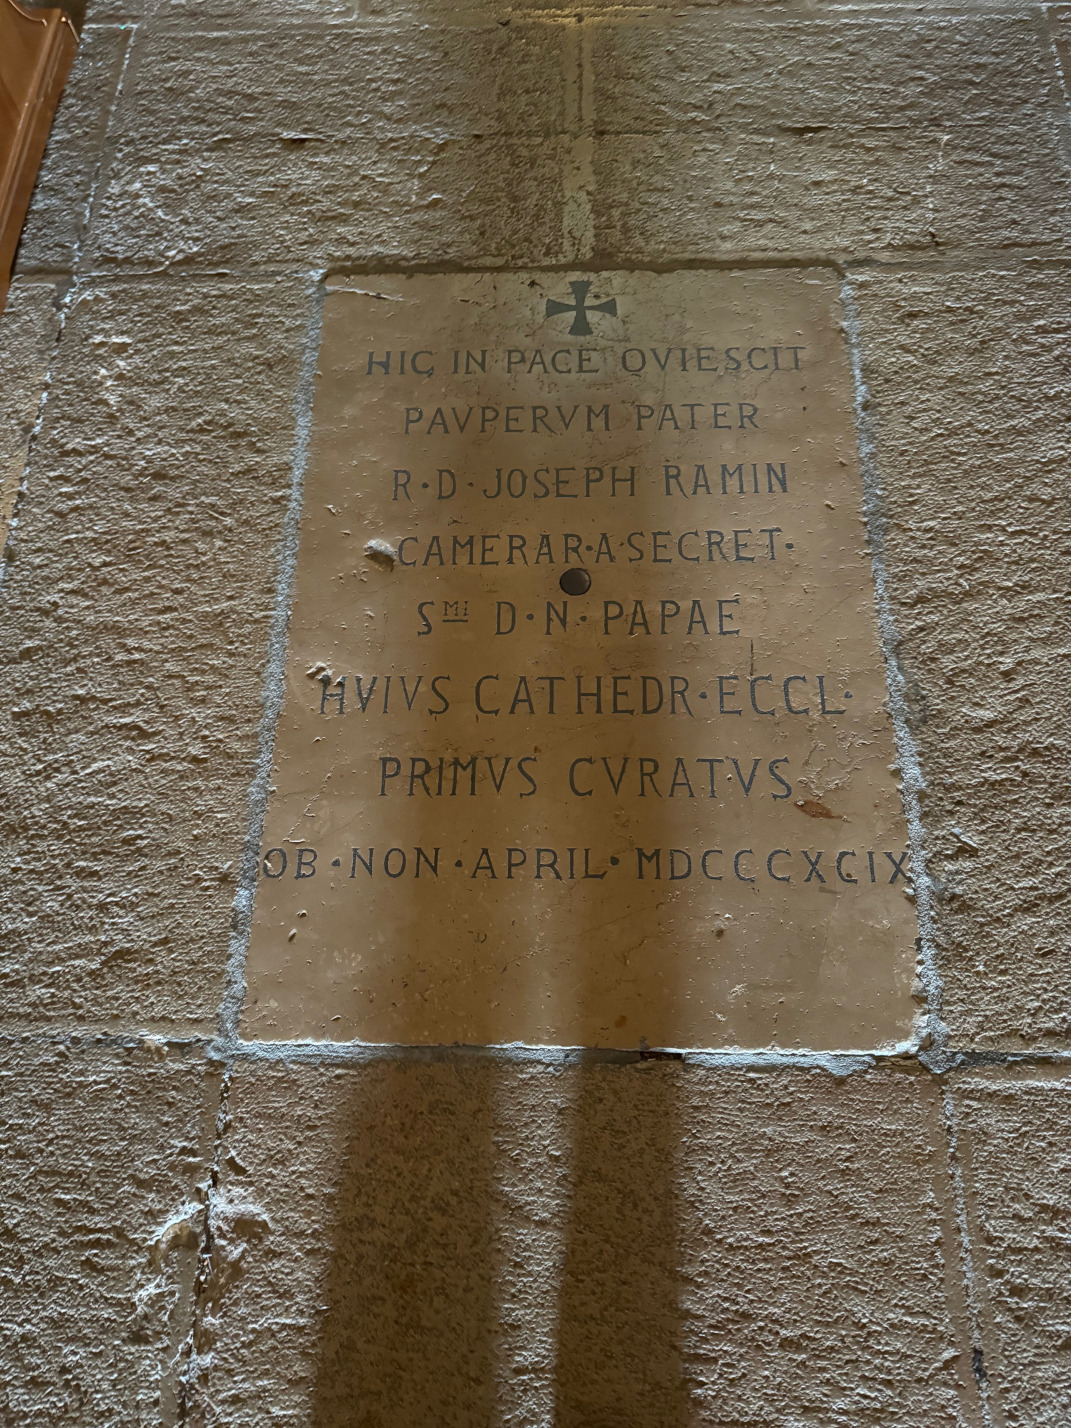 HIC IN PACE QVIESCIT
PAVPERVM PATER
R·D·JOSEPH RAMIN
CAMERAR·A·SECRET·
SMI D·N·PAPAE
HVIVS CATHEDR·ECCL·
PRIMVS CVRATVS
OB·NON·APRIL·MDCCCXCIX